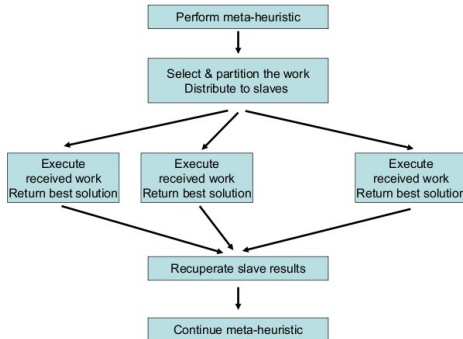 Perform meta-heuristic
Select & partition the work
Distribute to slaves
Execute
received work
Return best solution
Execute
received work
Return best solution
Execute
received work
Return best solution
Recuperate slave results
Continue meta-heuristic